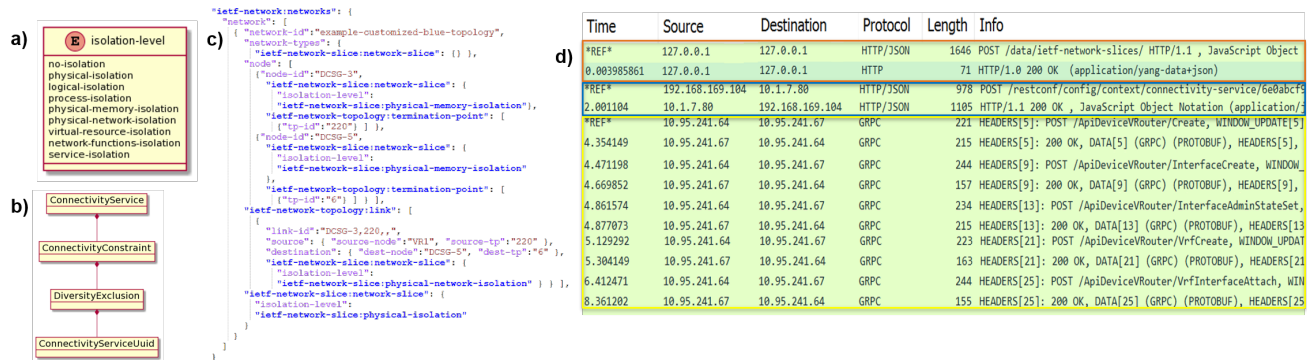 a)
E isolation-level
no-isolation
physical-isolation
logical-isolation
process-isolation
physical-memory-isolation
physical-network-isolation
virtual-resource-isolation
network-functions-isolation
service-isolation
b)
ConnectivityService
ConnectivityConstraint
DiversityExclusion
ConnectivityServiceUuid
c)
"ietf-network:networks": {
"network": [
{ "network-id":"example-customized-blue-topology",
"network-types": {
"ietf-network-slice:network-slice": {} },
"node": [
{"node-id":"DCSG-3",
"ietf-network-slice:network-slice": {
"isolation-level":
"ietf-network-slice:physical-memory-isolation"},
"ietf-network-topology:termination-point": [
{"tp-id":"220"} ] },
{"node-id":"DCSG-5",
"ietf-network-slice:network-slice": {
"isolation-level":
"ietf-network-slice:physical-memory-isolation"
},
"ietf-network-topology:termination-point": [
{"tp-id":"6"} ] } ],
"ietf-network-topology:link": [
{
"link-id":"DCSG-3,220,,",
"source": { "source-node":"VR1", "source-tp":"220" },
"destination": { "dest-node":"DCSG-5", "dest-tp":"6" },
"ietf-network-slice:network-slice": {
"isolation-level":
"ietf-network-slice:physical-network-isolation" } } ],
"ietf-network-slice:network-slice": {
"isolation-level":
"ietf-network-slice:physical-isolation"
}
}
]
}
d)
Time Source Destination Protocol Length Info
*REF* 127.0.0.1 127.0.0.1 HTTP/JSON 1646 POST /data/ietf-network-slices/ HTTP/1.1 , JavaScript Object
0.003985861 127.0.0.1 127.0.0.1 HTTP 71 HTTP/1.0 200 OK (application/yang-data+json)
*REF* 192.168.169.104 10.1.7.80 HTTP/JSON 978 POST /restconf/config/context/connectivity-service/6e0abcf9
2.001104 10.1.7.80 192.168.169.104 HTTP/JSON 1105 HTTP/1.1 200 OK , JavaScript Object Notation (application/j
*REF* 10.95.241.64 10.95.241.67 GRPC 221 HEADERS[5]: POST /ApiDeviceVRouter/Create, WINDOW_UPDATE[5]
4.354149 10.95.241.67 10.95.241.64 GRPC 215 HEADERS[5]: 200 OK, DATA[5] (GRPC) (PROTOBUF), HEADERS[5],
4.471198 10.95.241.64 10.95.241.67 GRPC 244 HEADERS[9]: POST /ApiDeviceVRouter/InterfaceCreate, WINDOW_
4.669852 10.95.241.67 10.95.241.64 GRPC 157 HEADERS[9]: 200 OK, DATA[9] (GRPC) (PROTOBUF), HEADERS[9],
4.861574 10.95.241.64 10.95.241.67 GRPC 234 HEADERS[13]: POST /ApiDeviceVRouter/InterfaceAdminStateSet,
4.877073 10.95.241.67 10.95.241.64 GRPC 215 HEADERS[13]: 200 OK, DATA[13] (GRPC) (PROTOBUF), HEADERS[13
5.129292 10.95.241.64 10.95.241.67 GRPC 223 HEADERS[21]: POST /ApiDeviceVRouter/VrfCreate, WINDOW_UPDAT
5.304149 10.95.241.67 10.95.241.64 GRPC 163 HEADERS[21]: 200 OK, DATA[21] (GRPC) (PROTOBUF), HEADERS[21
6.412471 10.95.241.64 10.95.241.67 GRPC 244 HEADERS[25]: POST /ApiDeviceVRouter/VrfInterfaceAttach, WIN
8.361202 10.95.241.67 10.95.241.64 GRPC 155 HEADERS[25]: 200 OK, DATA[25] (GRPC) (PROTOBUF), HEADERS[25